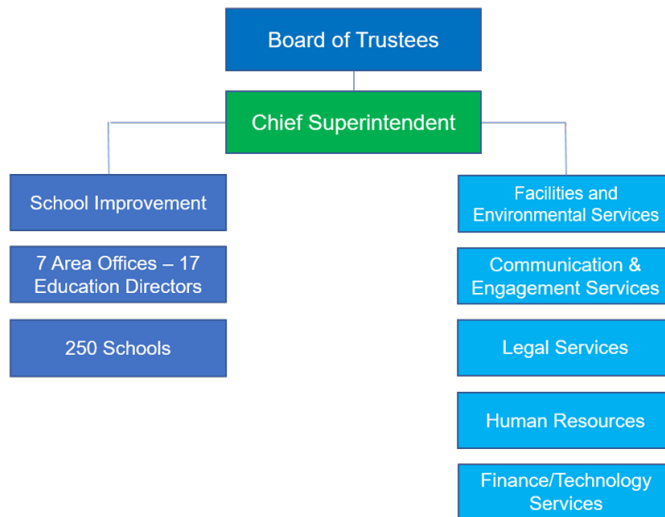 Board of Trustees
Chief Superintendent
School Improvement
7 Area Offices – 17
Education Directors
250 Schools
Facilities and
Environmental Services
Communication &
Engagement Services
Legal Services
Human Resources
Finance/Technology
Services